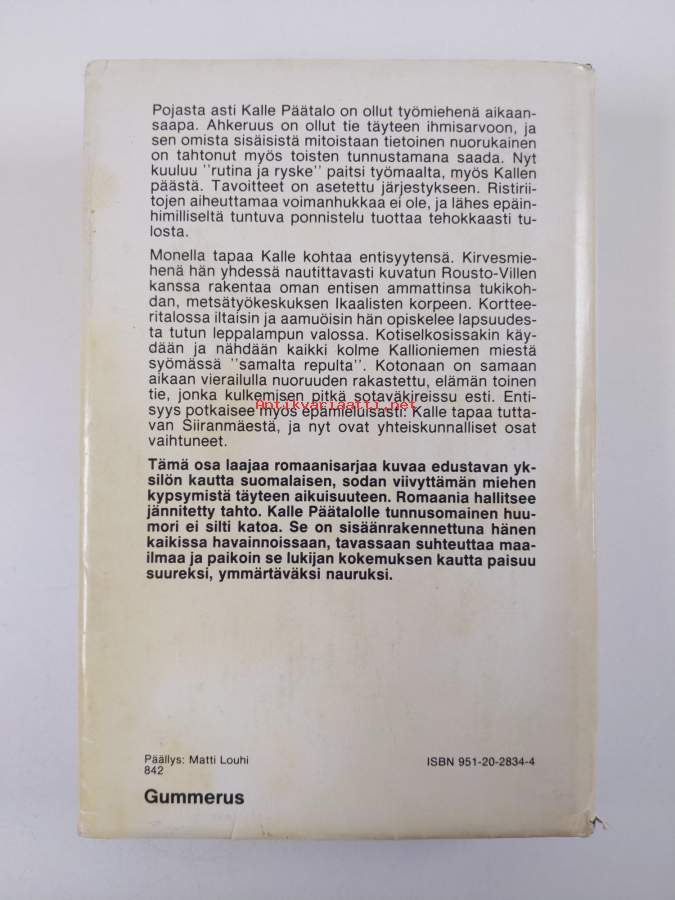 Pojasta asti Kalle Päätalo on ollut työmiehenä aikaan-
saapa. Ahkeruus on ollut tie täyteen ihmisarvoon, ja
sen omista sisäisistä mitoistaan tietoinen nuorukainen
on tahtonut myös toisten tunnustamana saada. Nyt
kuuluu "rutina ja ryske" paitsi työmaalta, myös Kallen
päästä. Tavoitteet on asetettu järjestykseen. Ristirii-
tojen aiheuttamaa voimanhukkaa ei ole, ja lähes epäin-
himilliseltä tuntuva ponnistelu tuottaa tehokkaasti tu-
losta.
Monella tapaa Kalle kohtaa entisyytensä. Kirvesmie-
henä hän yhdessä nautittavasti kuvatun Rousto-Villen
kanssa rakentaa oman entisen ammattinsa tukikoh-
dan, metsätyökeskuksen Ikaalisten korpeen. Korttee-
ritalossa iltaisin ja aamuöisin hän opiskelee lapsuudes-
ta tutun leppalampun valossa. Kotiselkosissakin käy-
dään ja nähdään kaikki kolme Kallioniemen miestä
syömässä "samalta repulta". Kotonaan on samaan
aikaan vierailulla nuoruuden rakastettu, elämän toinen
tie, jonka kulkemisen pitkä sotaväkireissu esti. Enti-
syys potkaisee myös epämieluisasti: Kalle tapaa tutta-
van Siiranmäestä, ja nyt ovat yhteiskunnalliset osat
vaihtuneet.
Antikvariaatti.net
Tämä osa laajaa romaanisarjaa kuvaa edustavan yk-
silön kautta suomalaisen, sodan viivyttämän miehen
kypsymistä täyteen aikuisuuteen. Romaania hallitsee
jännitetty tahto. Kalle Päätalolle tunnusomainen huu-
mori ei silti katoa. Se on sisäänrakennettuna hänen
kaikissa havainnoissaan, tavassaan suhteuttaa maa-
ilmaa ja paikoin se lukijan kokemuksen kautta paisuu
suureksi, ymmärtäväksi nauruksi.
Päällys: Matti Louhi
842
ISBN 951-20-2834-4
Gummerus